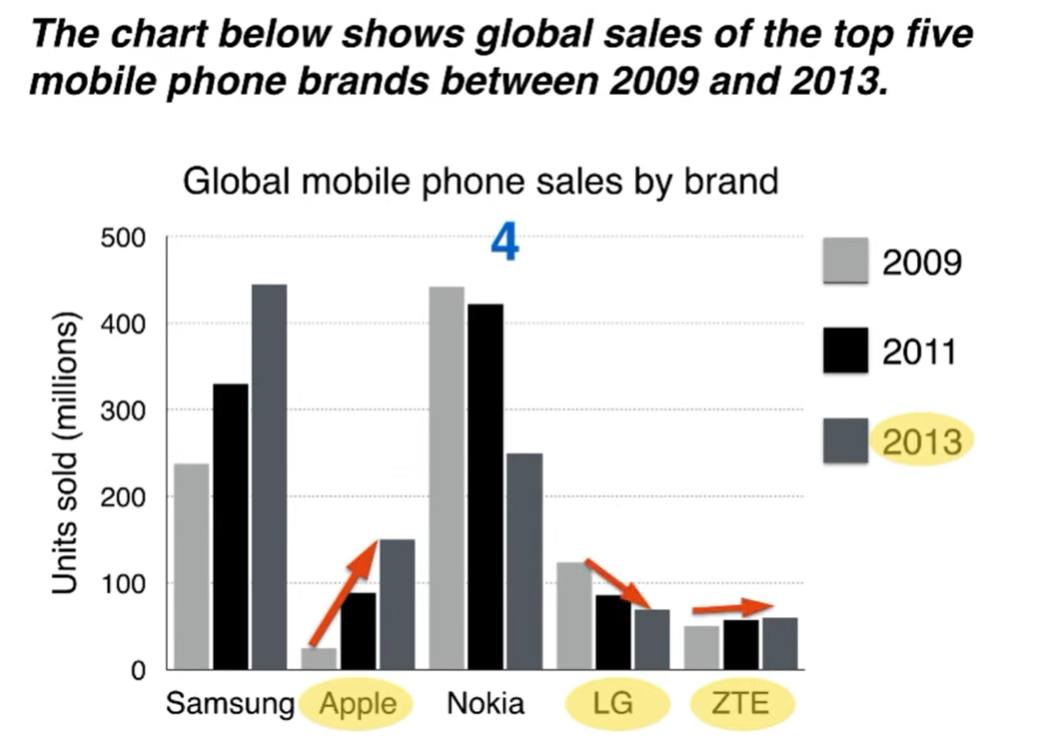 The chart below shows global sales of the top five
mobile phone brands between 2009 and 2013.
Global mobile phone sales by brand
4
Units sold (millions)
500
400
300
200
100
0
Samsung Apple Nokia LG ZTE
2009
2011
2013